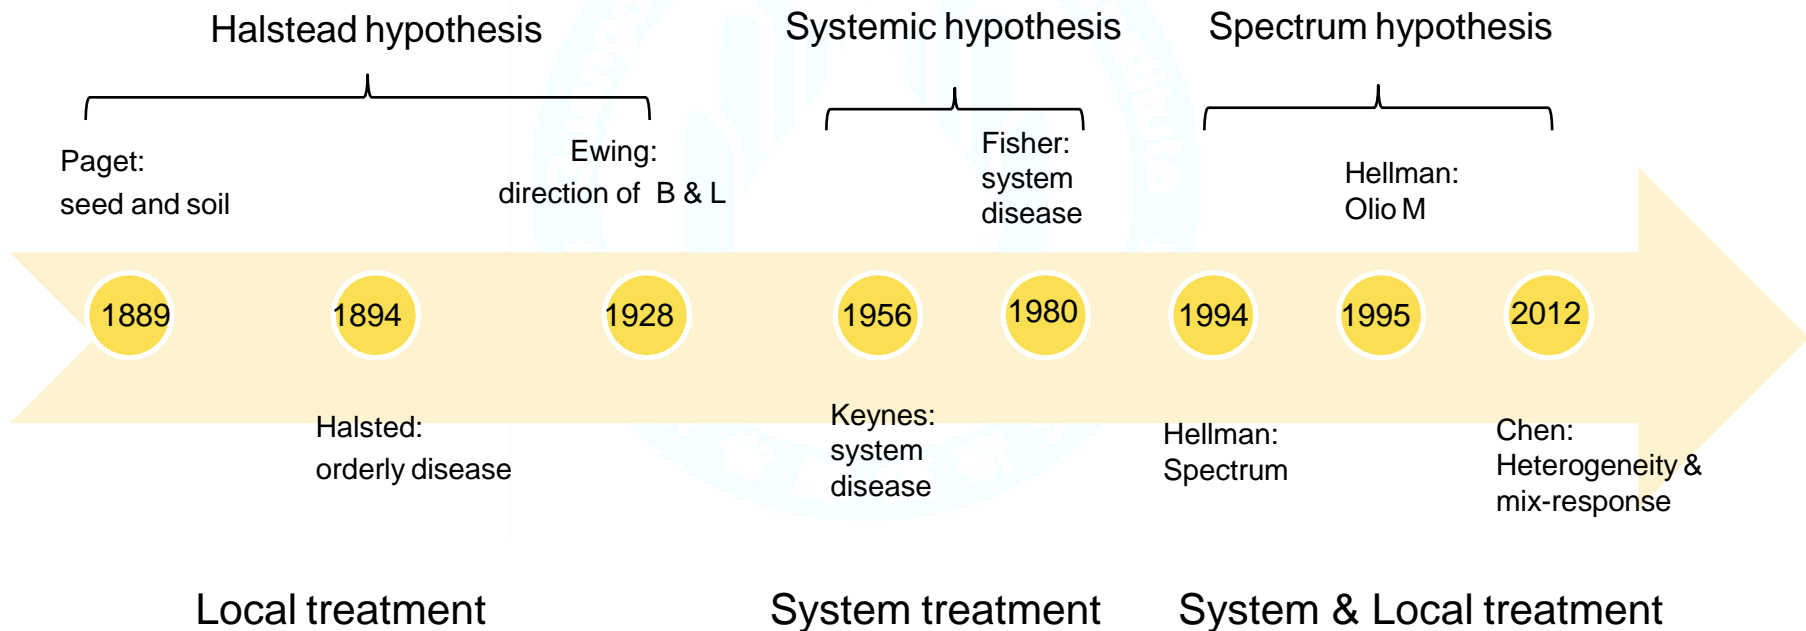 Halstead hypothesis
Systemic hypothesis
Spectrum hypothesis
Paget:
seed and soil
Ewing:
direction of B & L
Fisher:
system
disease
Hellman:
Olio M
1889
1894
1928
1956
1980
1994
1995
2012
Halsted:
orderly disease
Keynes:
system
disease
Hellman:
Spectrum
Chen:
Heterogeneity &
mix-response
Local treatment
System treatment
System & Local treatment